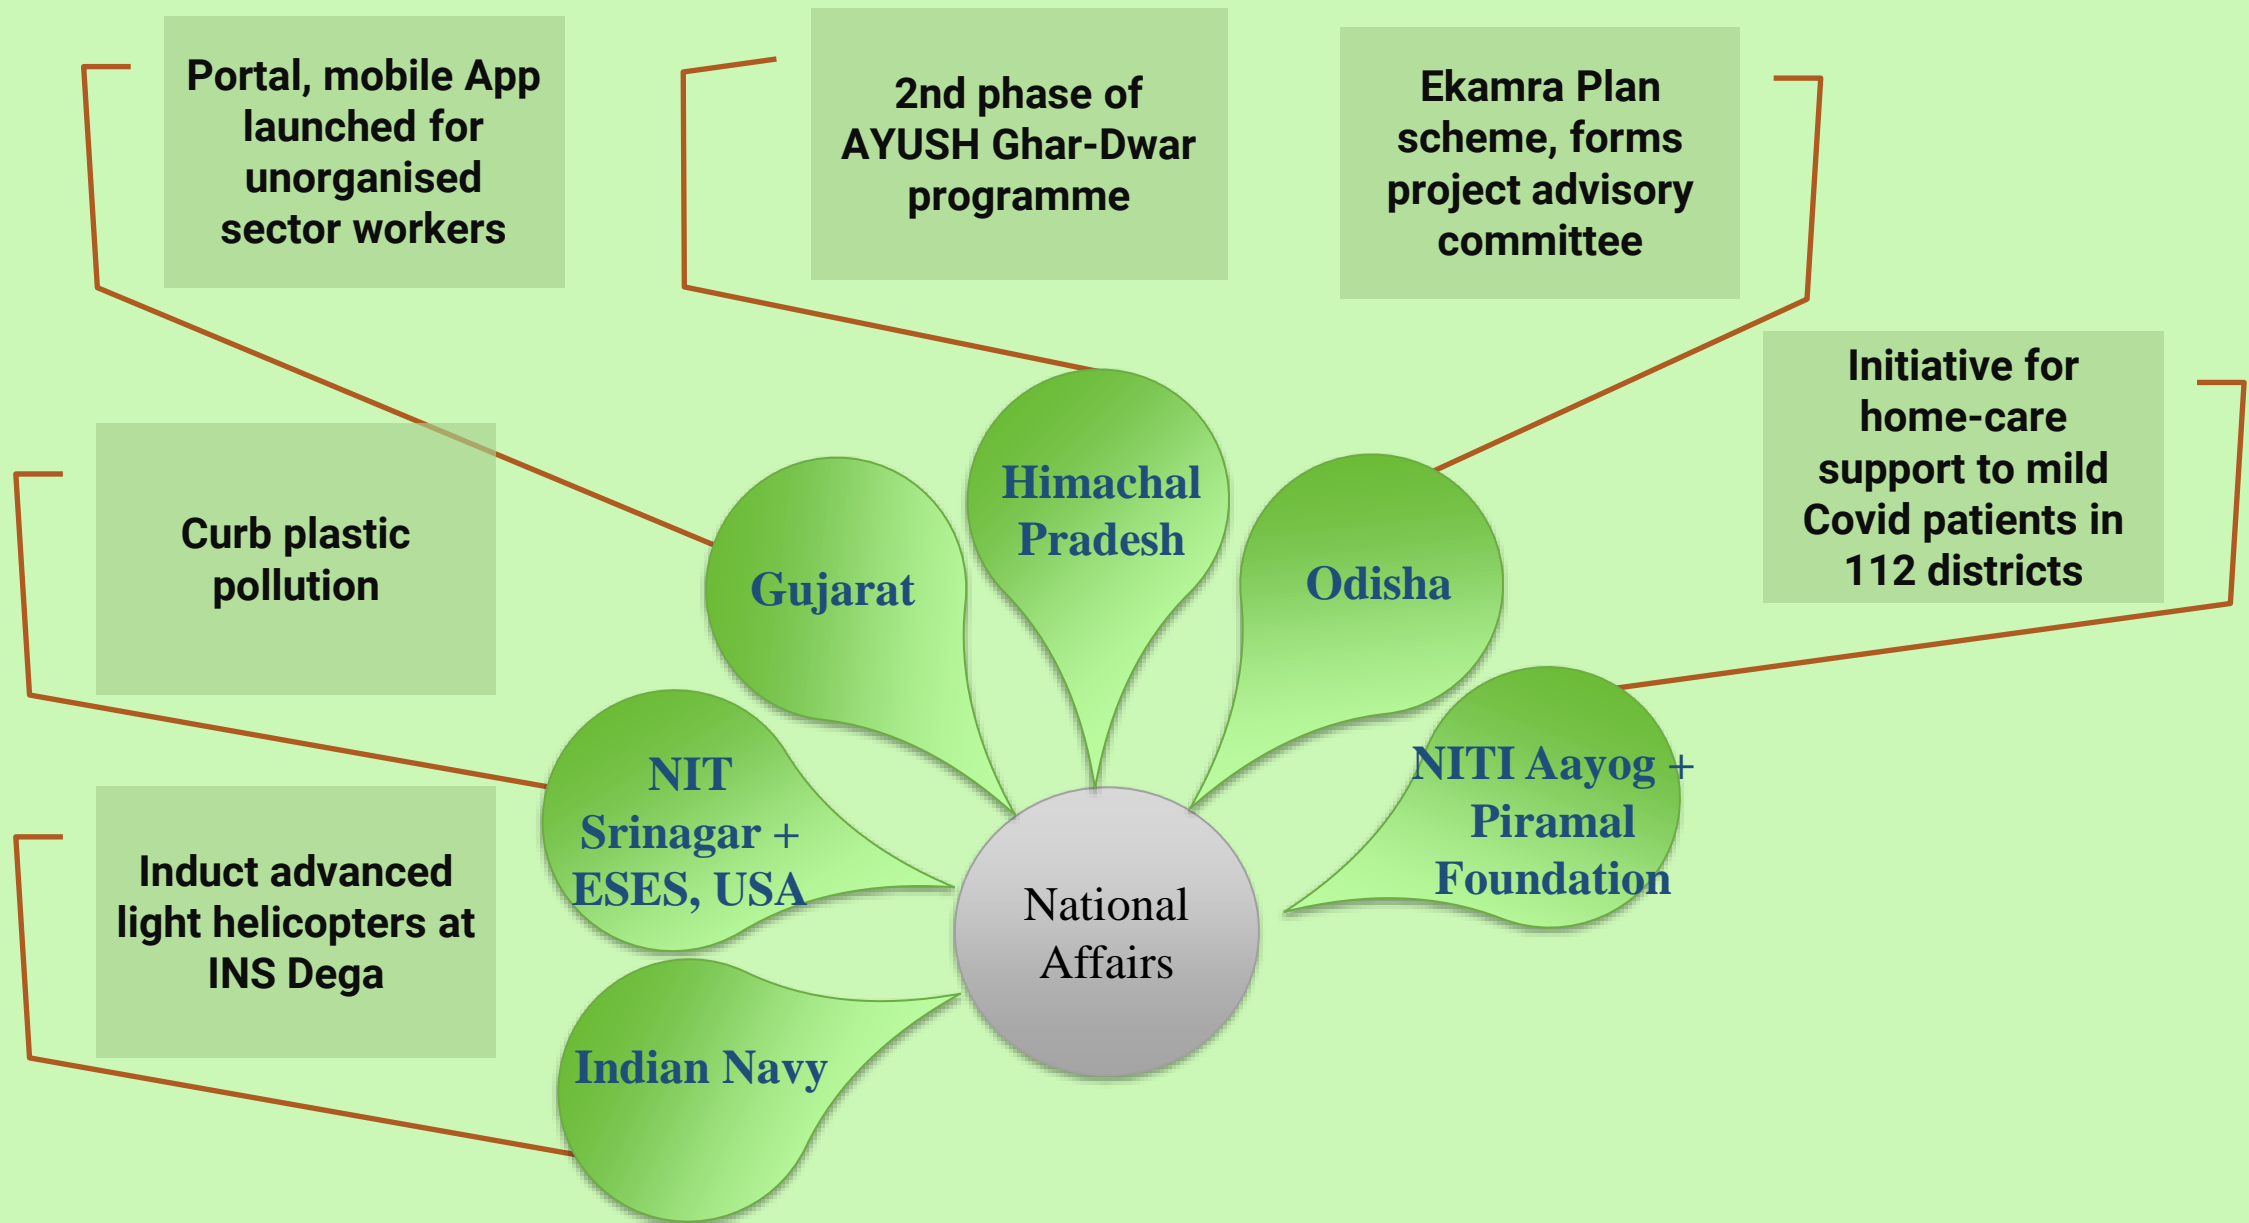 Portal, mobile App
launched for
unorganised
sector workers
2nd phase of
AYUSH Ghar-Dwar
programme
Ekamra Plan
scheme, forms
project advisory
committee
Initiative for
home-care
support to mild
Covid patients in
112 districts
Curb plastic
pollution
Induct advanced
light helicopters at
INS Dega
Gujarat
Himachal
Pradesh
Odisha
NIT
Srinagar +
ESES, USA
NITI Aayog +
Piramal
Foundation
Indian Navy
National
Affairs